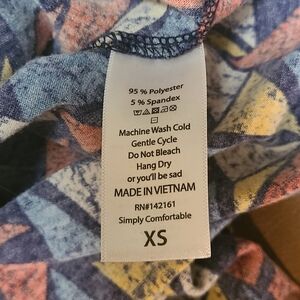 95 % Polyester
5 % Spandex
Machine Wash Cold
Gentle Cycle
Do Not Bleach
Hang Dry
or you'll be sad
MADE IN VIETNAM
RN#142161
Simply Comfortable
XS